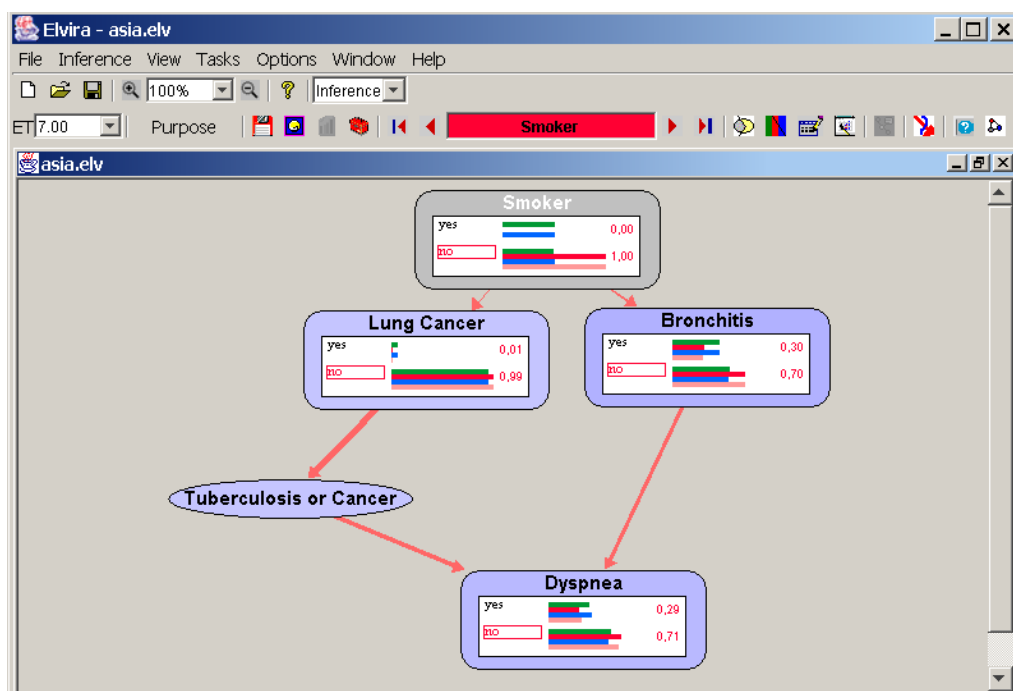 Elvira - asia.elv
File Inference View Tasks Options Window Help
100% Inference
ET 7.00 Purpose Smoker
asia.elv
Smoker
yes 0,00
no 1,00
Lung Cancer
yes 0,01
no 0,99
Bronchitis
yes 0,30
no 0,70
Tuberculosis or Cancer
Dyspnea
yes 0,29
no 0,71